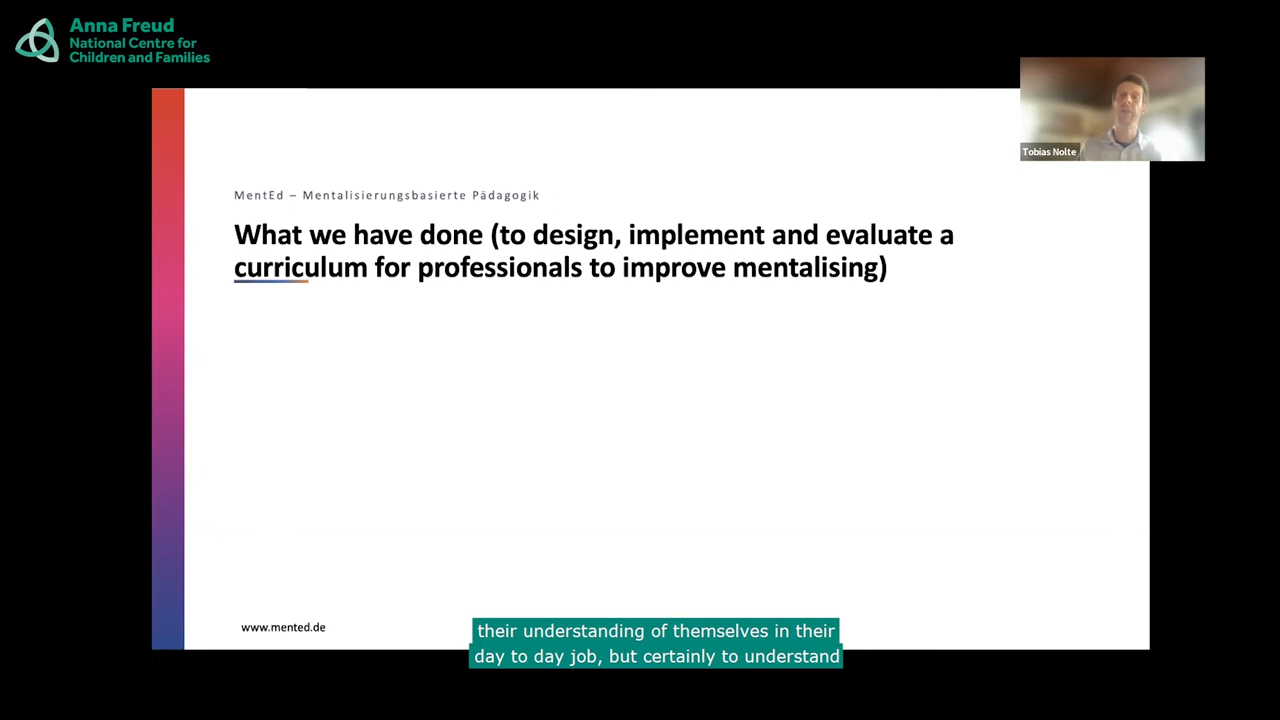 Anna Freud
National Centre for
Children and Families
Tobias Nolte
MentEd – Mentalisierungsbasierte Pädagogik
What we have done (to design, implement and evaluate a
curriculum for professionals to improve mentalising)
www.mented.de
their understanding of themselves in their
day to day job, but certainly to understand